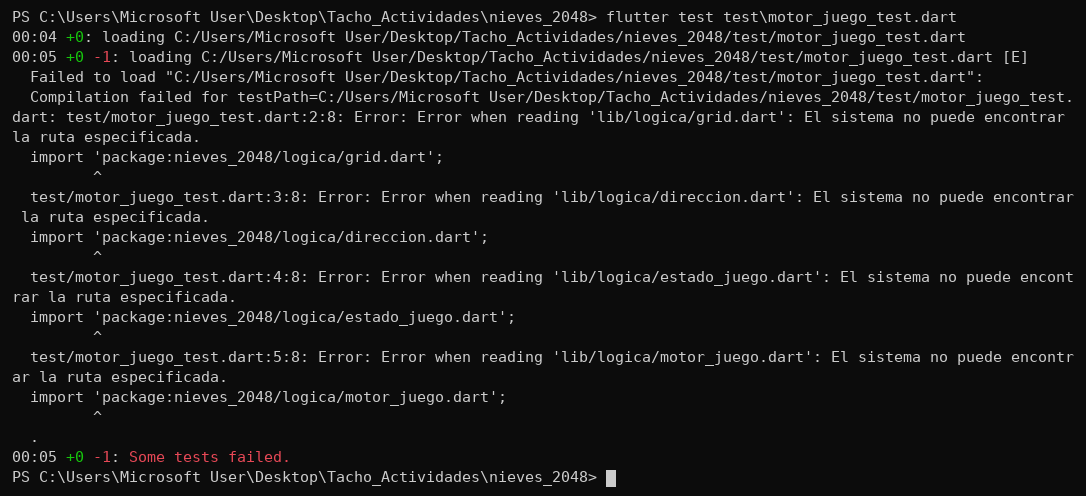 PS C:\Users\Microsoft User\Desktop\Tacho_Actividades\nieves_2048> flutter test test\motor_juego_test.dart
00:04 +0: loading C:/Users/Microsoft User/Desktop/Tacho_Actividades/nieves_2048/test/motor_juego_test.dart
00:05 +0 -1: loading C:/Users/Microsoft User/Desktop/Tacho_Actividades/nieves_2048/test/motor_juego_test.dart [E]
  Failed to load "C:/Users/Microsoft User/Desktop/Tacho_Actividades/nieves_2048/test/motor_juego_test.dart":
  Compilation failed for testPath=C:/Users/Microsoft User/Desktop/Tacho_Actividades/nieves_2048/test/motor_juego_test.
dart: test/motor_juego_test.dart:2:8: Error: Error when reading 'lib/logica/grid.dart': El sistema no puede encontrar
la ruta especificada.
  import 'package:nieves_2048/logica/grid.dart';
         ^
  test/motor_juego_test.dart:3:8: Error: Error when reading 'lib/logica/direccion.dart': El sistema no puede encontrar
 la ruta especificada.
  import 'package:nieves_2048/logica/direccion.dart';
         ^
  test/motor_juego_test.dart:4:8: Error: Error when reading 'lib/logica/estado_juego.dart': El sistema no puede encont
rar la ruta especificada.
  import 'package:nieves_2048/logica/estado_juego.dart';
         ^
  test/motor_juego_test.dart:5:8: Error: Error when reading 'lib/logica/motor_juego.dart': El sistema no puede encontr
ar la ruta especificada.
  import 'package:nieves_2048/logica/motor_juego.dart';
         ^
  .
00:05 +0 -1: Some tests failed.
PS C:\Users\Microsoft User\Desktop\Tacho_Actividades\nieves_2048>